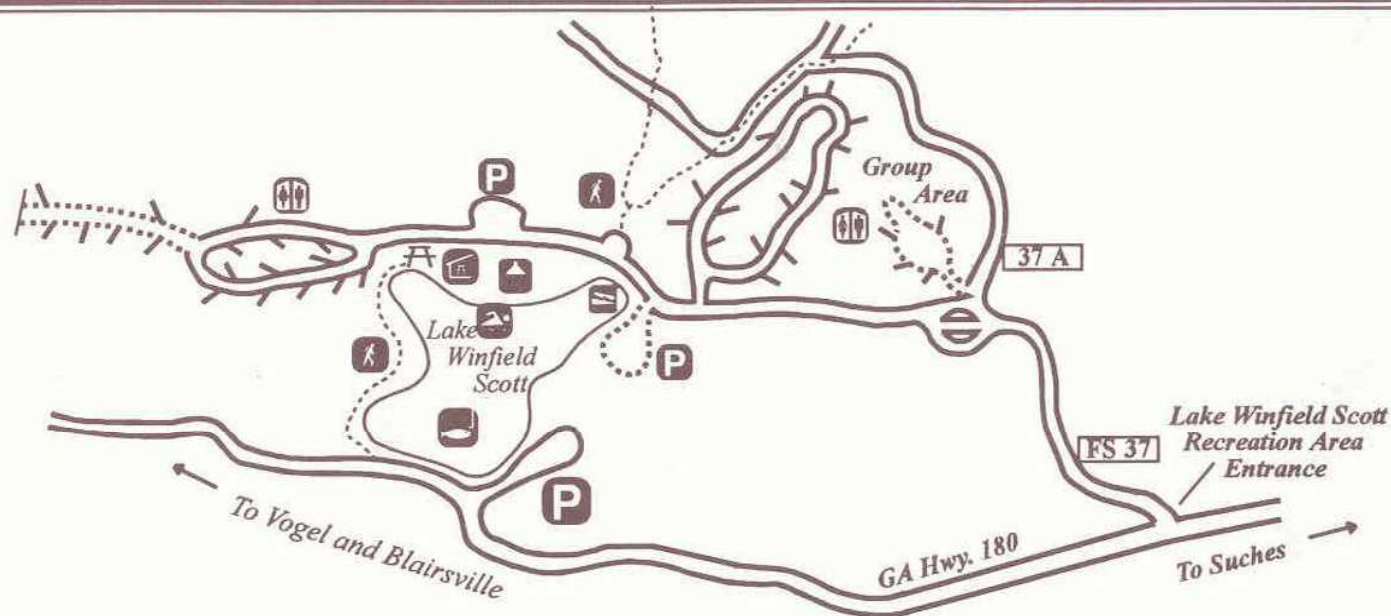 P
Group
Area
37 A
Lake
Winfield
Scott
P
Lake Winfield Scott
Recreation Area
Entrance
FS 37
P
To Vogel and Blairsville
GA Hwy. 180
To Suches